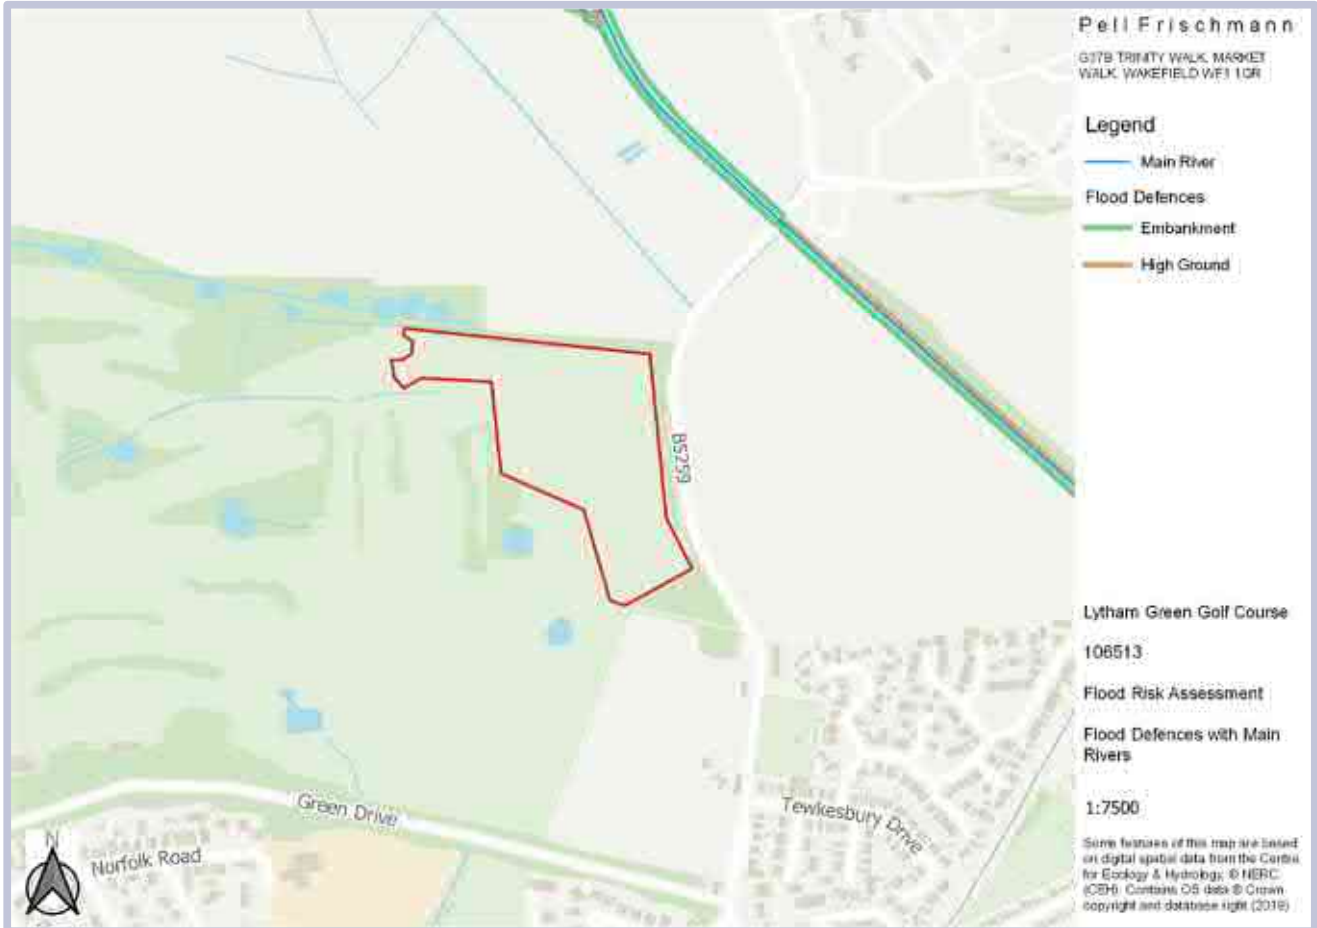 Pell Frischmann
G37B TRINITY WALK, MARKET
WALK, WAKEFIELD WF1 1QR
Legend
Main River
Flood Defences
Embankment
High Ground
B5259
Lytham Green Golf Course
106513
Flood Risk Assessment
Flood Defences with Main
Rivers
1:7500
Green Drive
Tewkesbury Drive
Norfolk Road
N
Some features of this map are based
on digital spatial data from the Centre
for Ecology & Hydrology, © NERC
(CEH). Contains OS data © Crown
copyright and database right (2019)